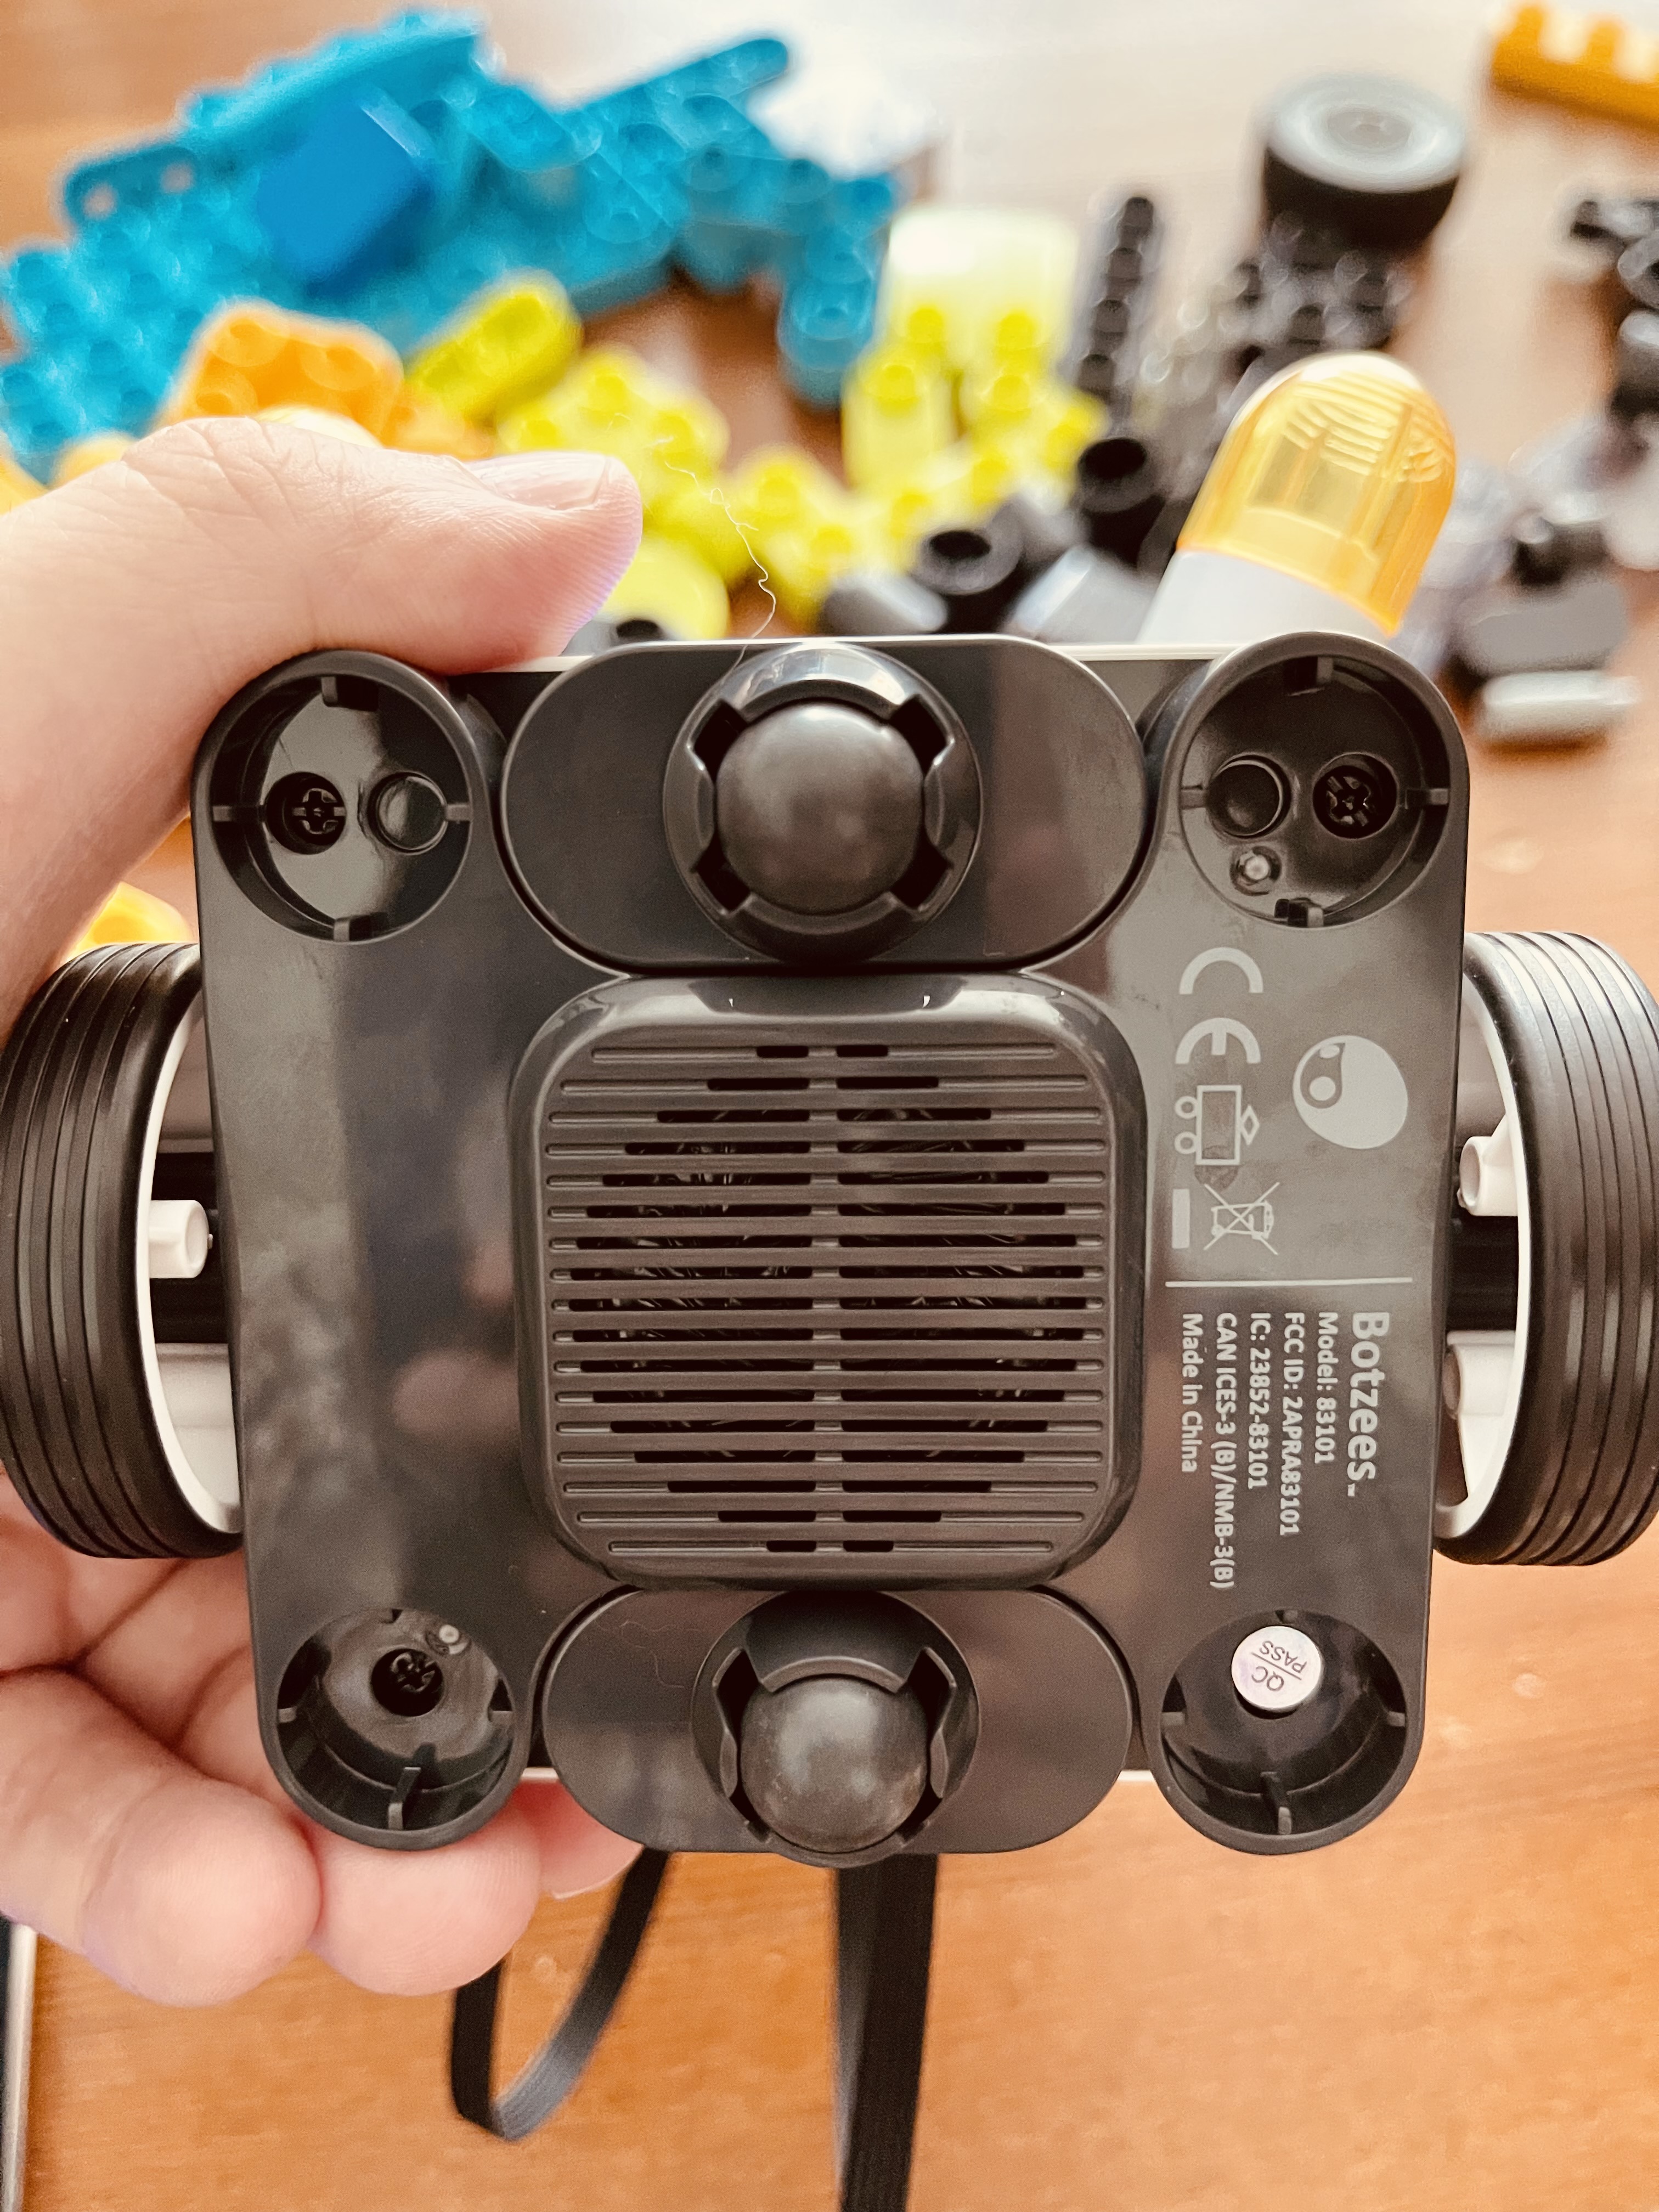 CE
Botzees™
Model: 83101
FCC ID: 2APRA83101
IC: 23852-83101
CAN ICES-3 (B)/NMB-3(B)
Made in China
QC
PASS